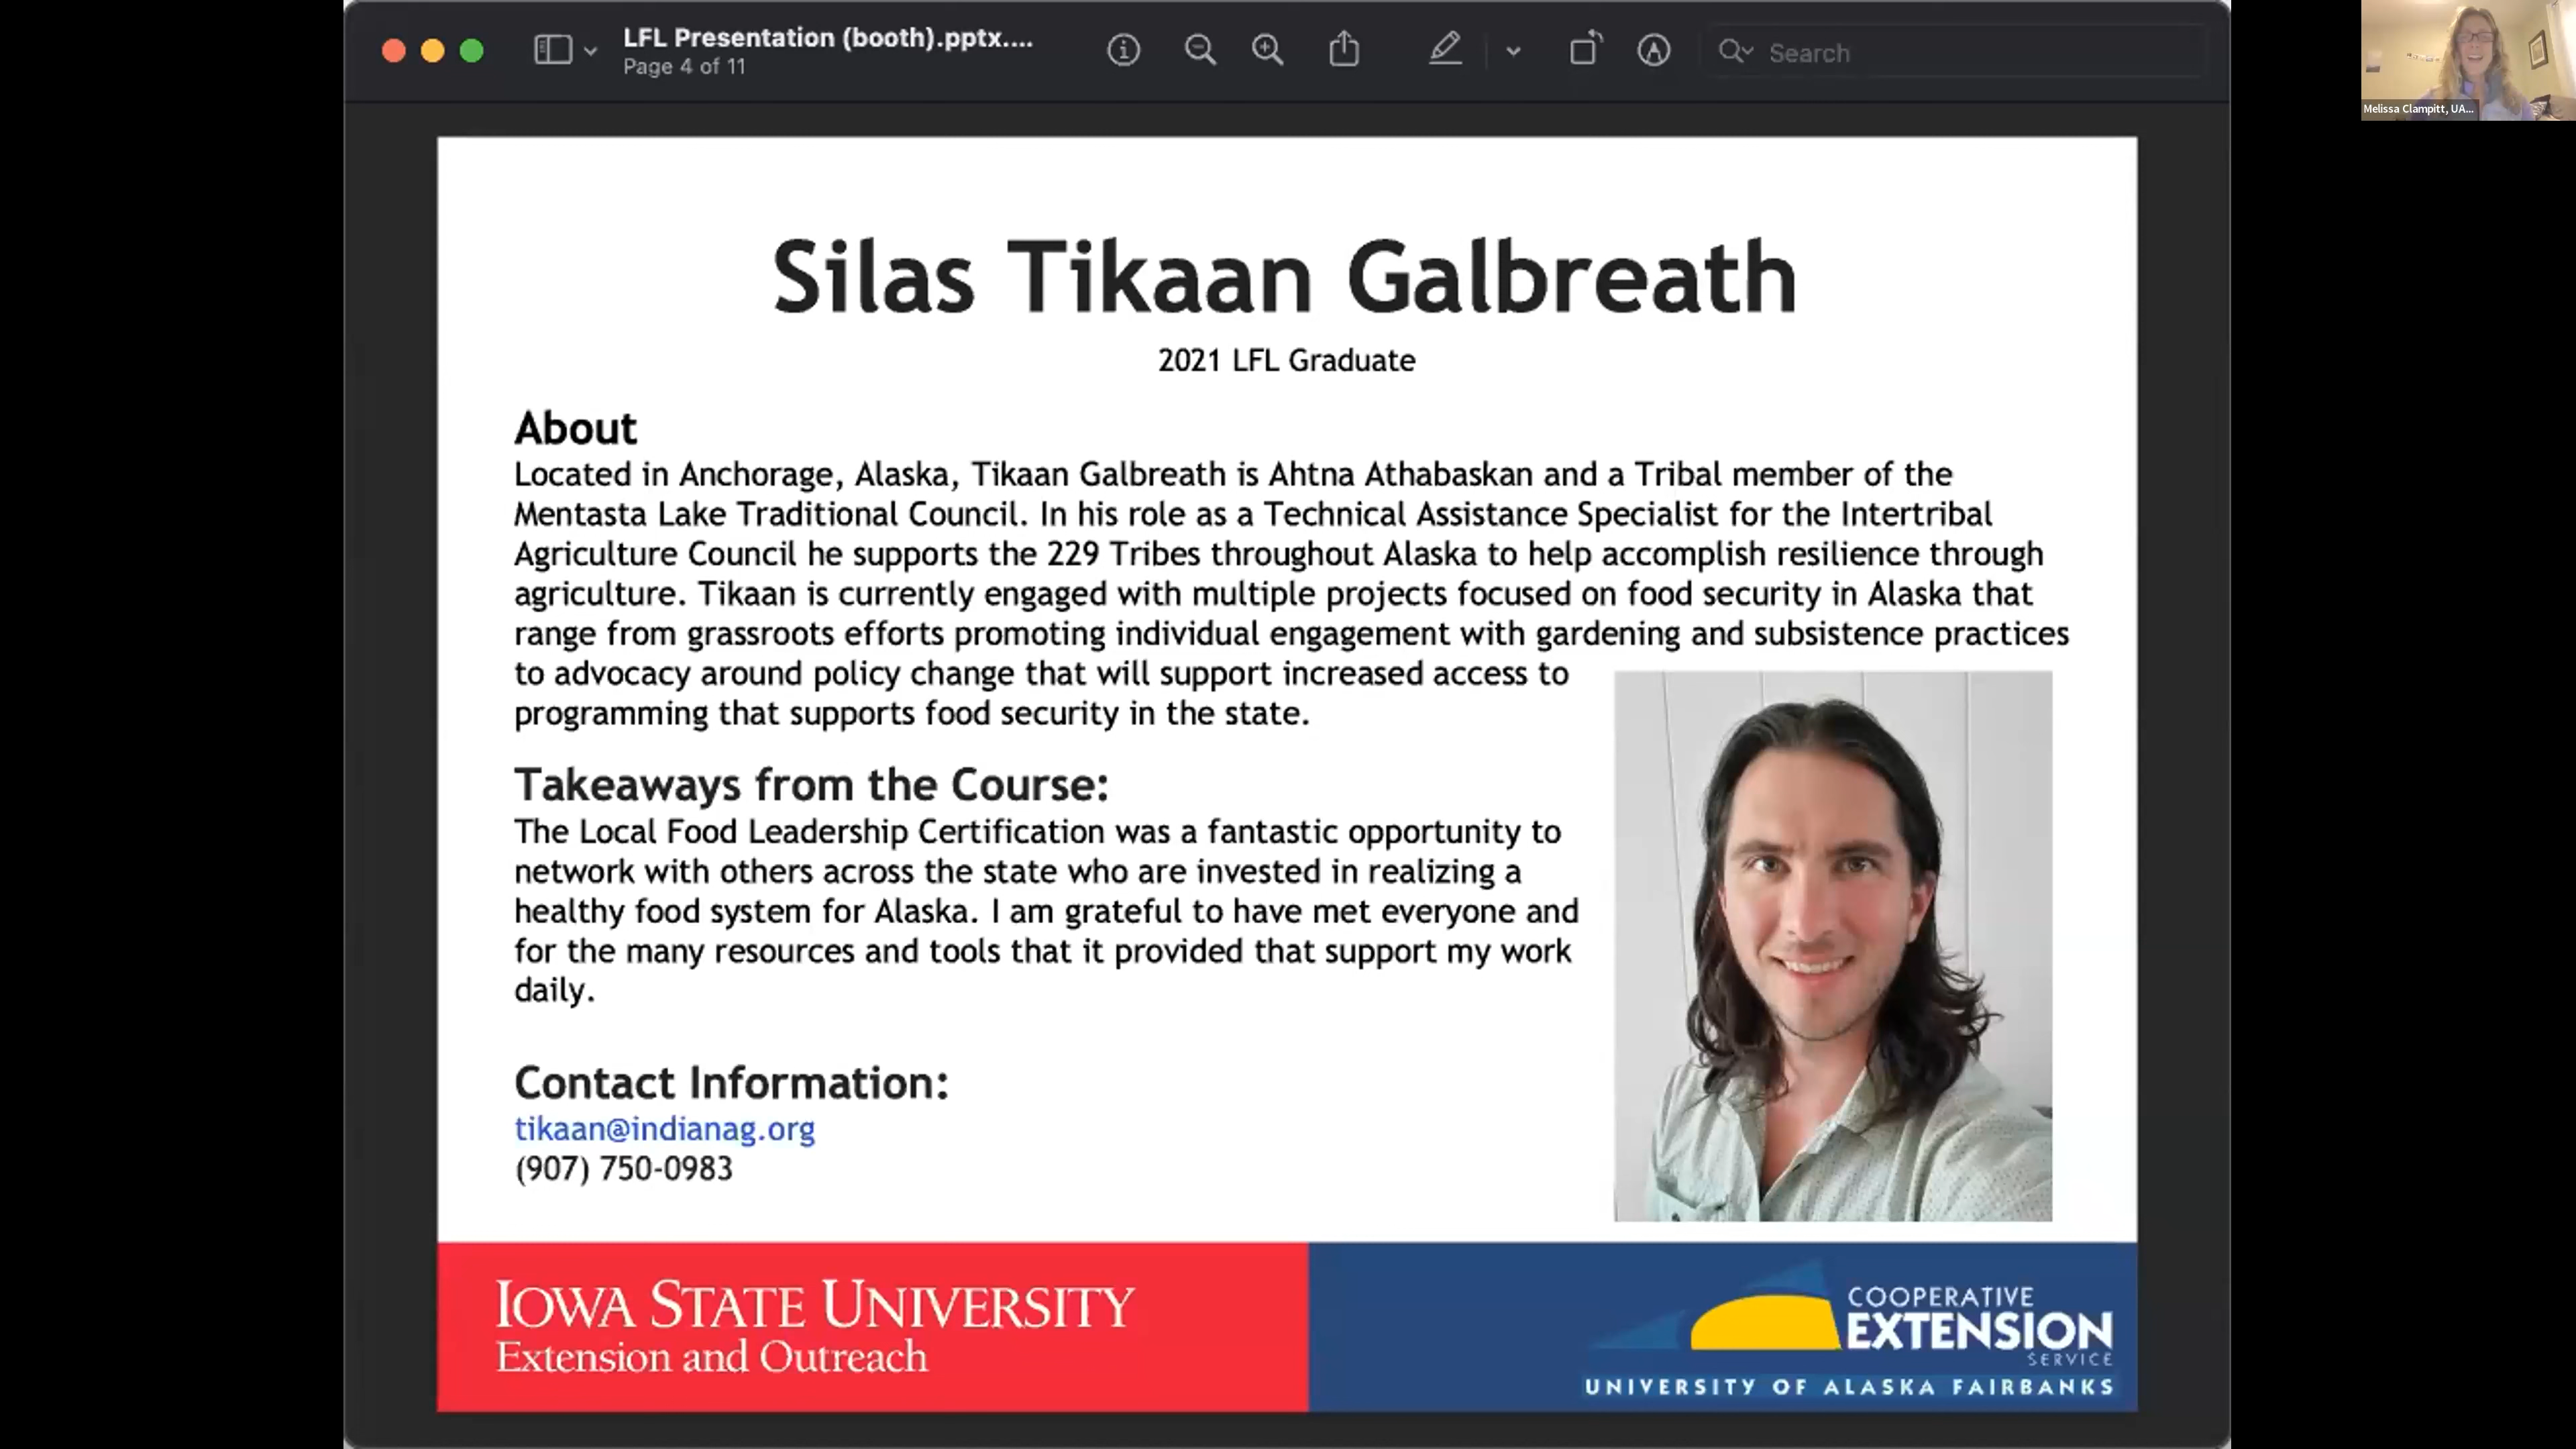 LFL Presentation (booth).pptx....
Page 4 of 11
Search
Melissa Clampitt, UA...
Silas Tikaan Galbreath
2021 LFL Graduate
About
Located in Anchorage, Alaska, Tikaan Galbreath is Ahtna Athabaskan and a Tribal member of the
Mentasta Lake Traditional Council. In his role as a Technical Assistance Specialist for the Intertribal
Agriculture Council he supports the 229 Tribes throughout Alaska to help accomplish resilience through
agriculture. Tikaan is currently engaged with multiple projects focused on food security in Alaska that
range from grassroots efforts promoting individual engagement with gardening and subsistence practices
to advocacy around policy change that will support increased access to
programming that supports food security in the state.
Takeaways from the Course:
The Local Food Leadership Certification was a fantastic opportunity to
network with others across the state who are invested in realizing a
healthy food system for Alaska. I am grateful to have met everyone and
for the many resources and tools that it provided that support my work
daily.
Contact Information:
tikaan@indianag.org
(907) 750-0983
IOWA STATE UNIVERSITY
Extension and Outreach
COOPERATIVE
EXTENSION
SERVICE
UNIVERSITY OF ALASKA FAIRBANKS